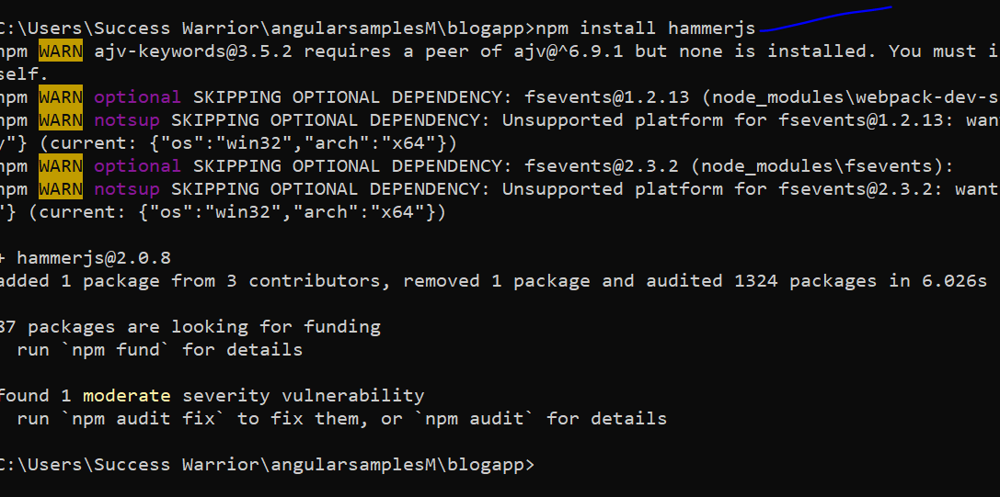 C:\Users\Success Warrior\angularsamplesM\blogapp>npm install hammerjs
npm WARN ajv-keywords@3.5.2 requires a peer of ajv@^6.9.1 but none is installed. You must i
self.
npm WARN optional SKIPPING OPTIONAL DEPENDENCY: fsevents@1.2.13 (node_modules\webpack-dev-s
npm WARN notsup SKIPPING OPTIONAL DEPENDENCY: Unsupported platform for fsevents@1.2.13: want
y"} (current: {"os":"win32","arch":"x64"})
npm WARN optional SKIPPING OPTIONAL DEPENDENCY: fsevents@2.3.2 (node_modules\fsevents):
npm WARN notsup SKIPPING OPTIONAL DEPENDENCY: Unsupported platform for fsevents@2.3.2: want
"} (current: {"os":"win32","arch":"x64"})
+ hammerjs@2.0.8
added 1 package from 3 contributors, removed 1 package and audited 1324 packages in 6.026s
87 packages are looking for funding
run `npm fund` for details
found 1 moderate severity vulnerability
run `npm audit fix` to fix them, or `npm audit` for details
C:\Users\Success Warrior\angularsamplesM\blogapp>